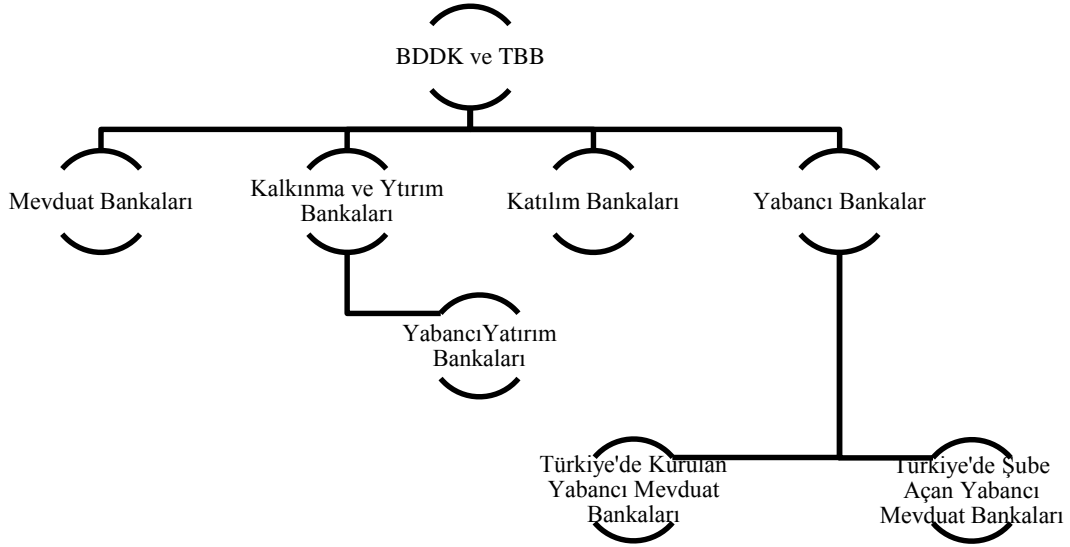 BDDK ve TBB
Mevduat Bankaları
Kalkınma ve Ytırım
Bankaları
Katılım Bankaları
Yabancı Bankalar
YabancıYatırım
Bankaları
Türkiye'de Kurulan
Yabancı Mevduat
Bankaları
Türkiye'de Şube
Açan Yabancı
Mevduat Bankaları